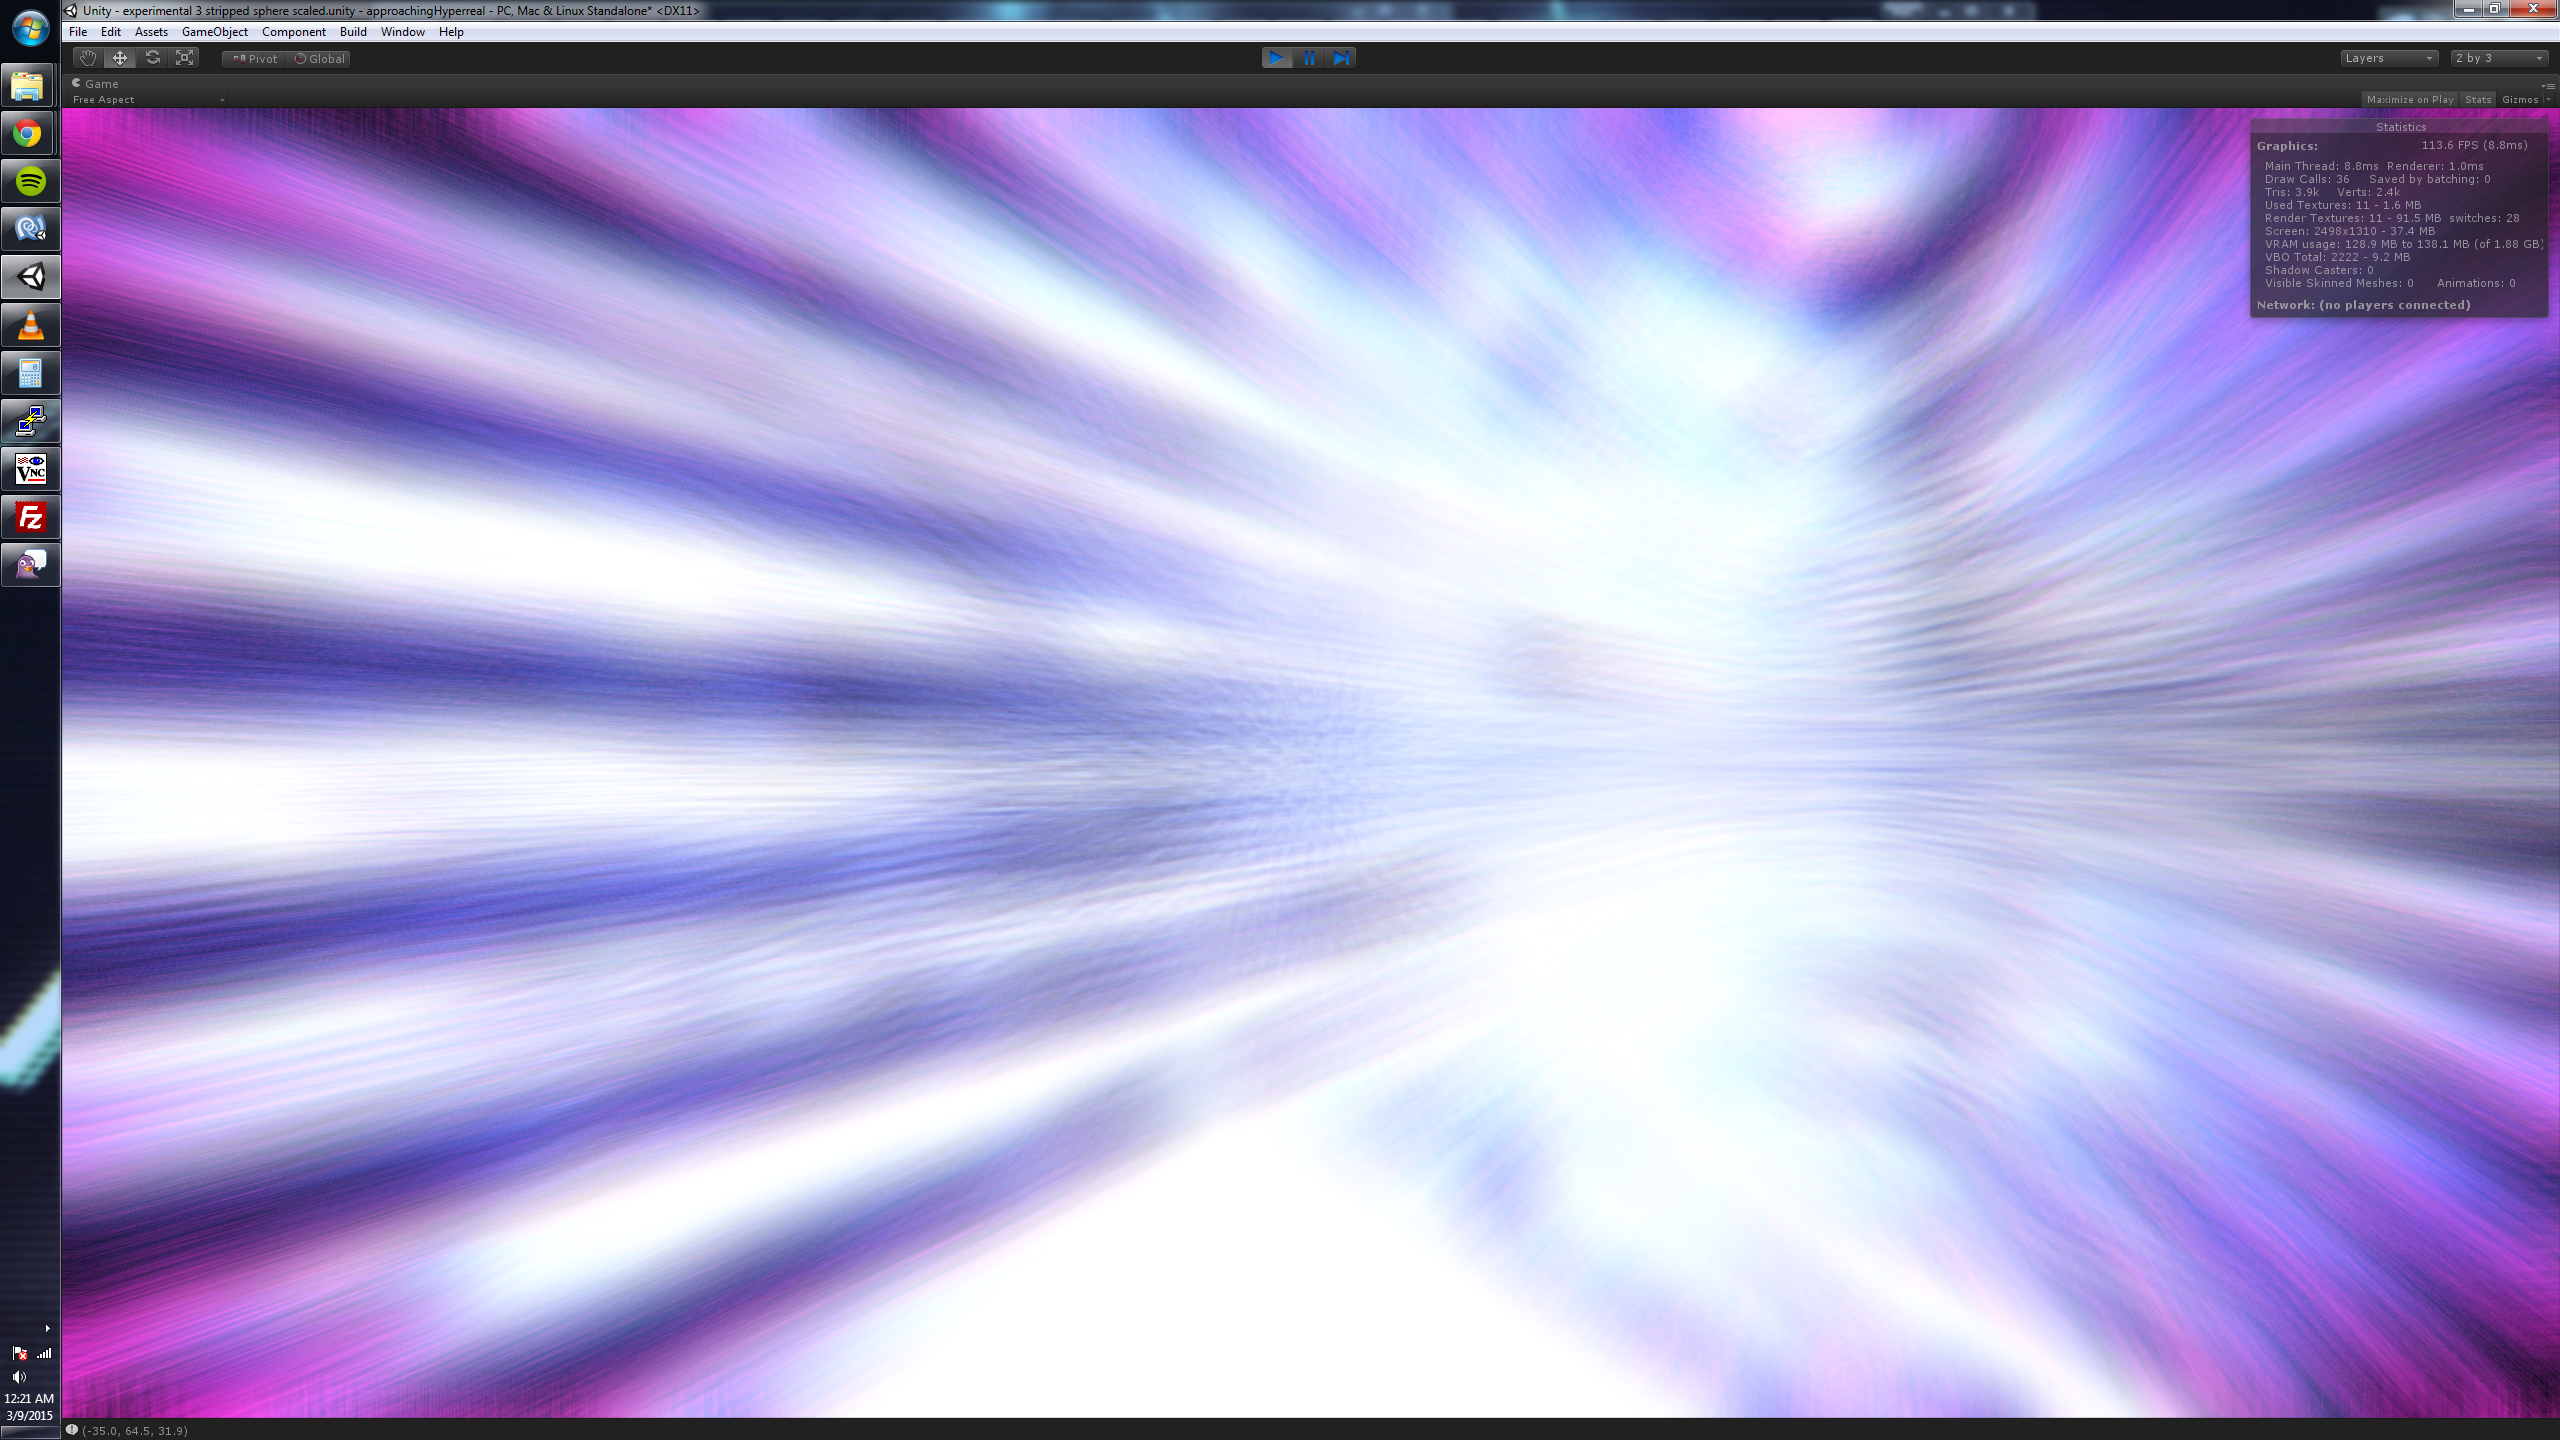 Unity - experimental 3 stripped sphere scaled.unity - approachingHyperreal - PC, Mac & Linux Standalone* <DX11>
File Edit Assets GameObject Component Build Window Help
Pivot Global Layers 2 by 3
Game
Free Aspect Maximize on Play Stats Gizmos
Statistics
Graphics: 113.6 FPS (8.8ms)
Main Thread: 8.8ms Renderer: 1.0ms
Draw Calls: 36 Saved by batching: 0
Tris: 3.9k Verts: 2.4k
Used Textures: 11 - 1.6 MB
Render Textures: 11 - 91.5 MB switches: 28
Screen: 2498x1310 - 37.4 MB
VRAM usage: 128.9 MB to 138.1 MB (of 1.88 GB)
VBO Total: 2222 - 9.2 MB
Shadow Casters: 0
Visible Skinned Meshes: 0 Animations: 0
Network: (no players connected)
VNC
Fz
12:21 AM
3/9/2015
(-35.0, 64.5, 31.9)